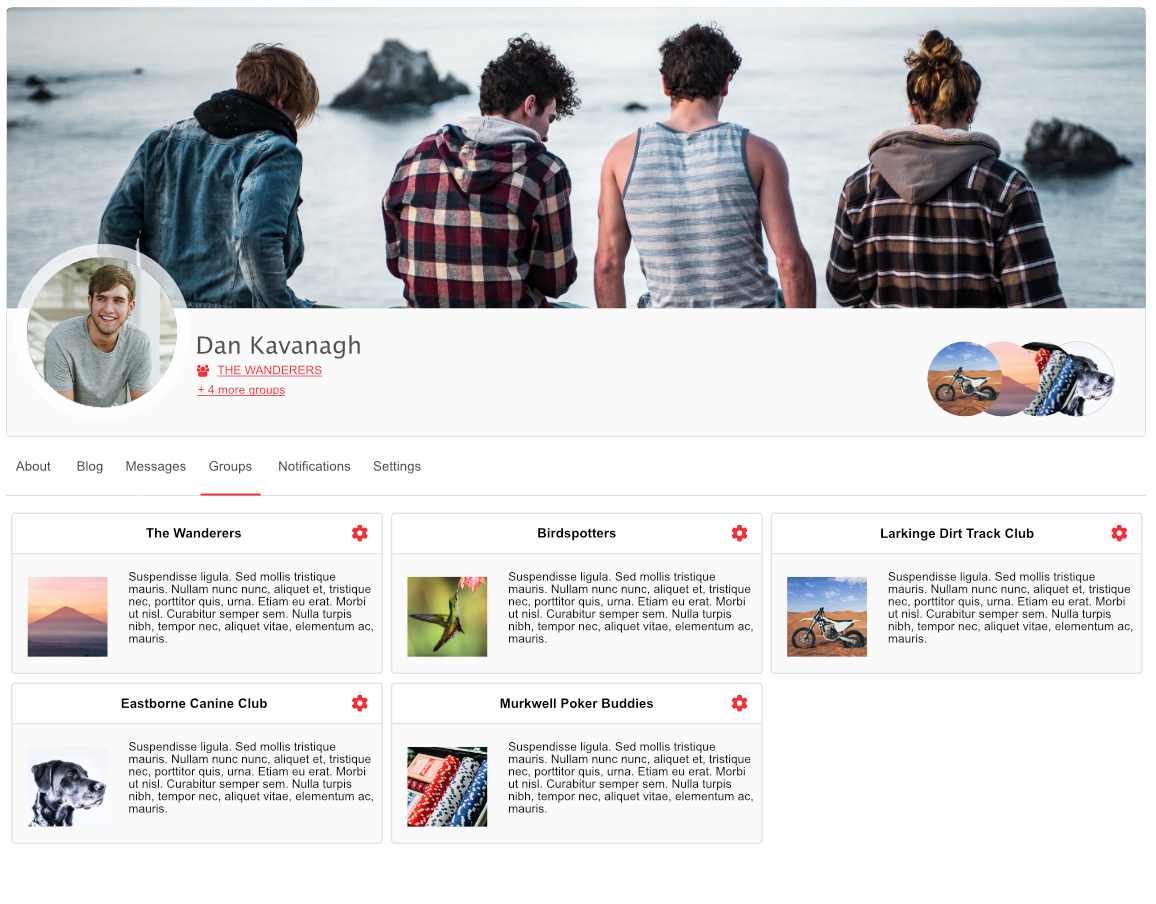 Dan Kavanagh
THE WANDERERS
+ 4 more groups
About Blog Messages Groups Notifications Settings
The Wanderers
Suspendisse ligula. Sed mollis tristique
mauris. Nullam nunc nunc, aliquet et, tristique
nec, porttitor quis, urna. Etiam eu erat. Morbi
ut nisl. Curabitur semper sem. Nulla turpis
nibh, tempor nec, aliquet vitae, elementum ac,
mauris.
Birdspotters
Suspendisse ligula. Sed mollis tristique
mauris. Nullam nunc nunc, aliquet et, tristique
nec, porttitor quis, urna. Etiam eu erat. Morbi
ut nisl. Curabitur semper sem. Nulla turpis
nibh, tempor nec, aliquet vitae, elementum ac,
mauris.
Larkinge Dirt Track Club
Suspendisse ligula. Sed mollis tristique
mauris. Nullam nunc nunc, aliquet et, tristique
nec, porttitor quis, urna. Etiam eu erat. Morbi
ut nisl. Curabitur semper sem. Nulla turpis
nibh, tempor nec, aliquet vitae, elementum ac,
mauris.
Eastborne Canine Club
Suspendisse ligula. Sed mollis tristique
mauris. Nullam nunc nunc, aliquet et, tristique
nec, porttitor quis, urna. Etiam eu erat. Morbi
ut nisl. Curabitur semper sem. Nulla turpis
nibh, tempor nec, aliquet vitae, elementum ac,
mauris.
Murkwell Poker Buddies
Suspendisse ligula. Sed mollis tristique
mauris. Nullam nunc nunc, aliquet et, tristique
nec, porttitor quis, urna. Etiam eu erat. Morbi
ut nisl. Curabitur semper sem. Nulla turpis
nibh, tempor nec, aliquet vitae, elementum ac,
mauris.